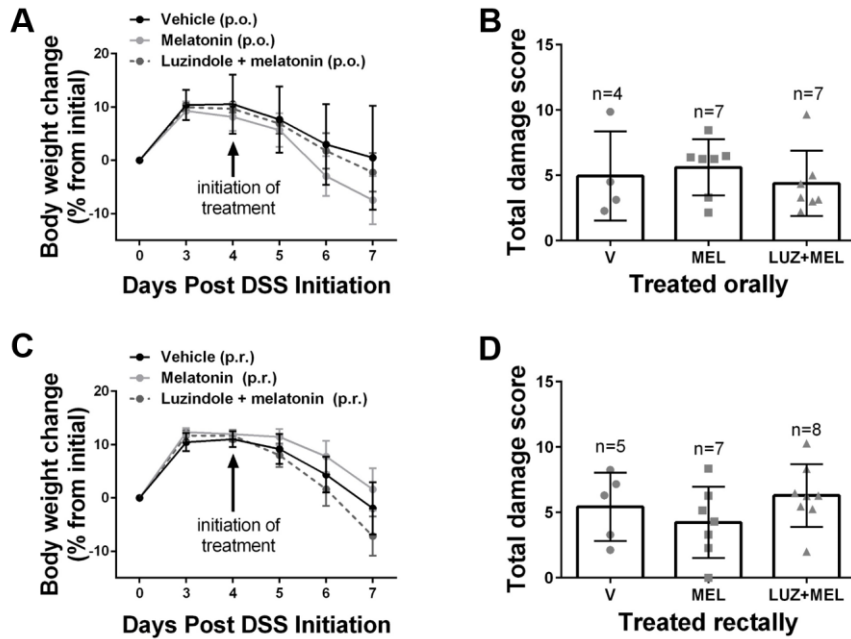 A
Vehicle (p.o.)
Melatonin (p.o.)
Luzindole + melatonin (p.o.)
Body weight change
(% from initial)
20
10
0
-10
initiation of
treatment
0 3 4 5 6 7
Days Post DSS Initiation
B
Total damage score
15
10
5
0
n=4
n=7
n=7
V MEL LUZ+MEL
Treated orally
C
Vehicle (p.r.)
Melatonin (p.r.)
Luzindole + melatonin (p.r.)
Body weight change
(% from initial)
20
10
0
-10
initiation of
treatment
0 3 4 5 6 7
Days Post DSS Initiation
D
Total damage score
15
10
5
0
n=5
n=7
n=8
V MEL LUZ+MEL
Treated rectally